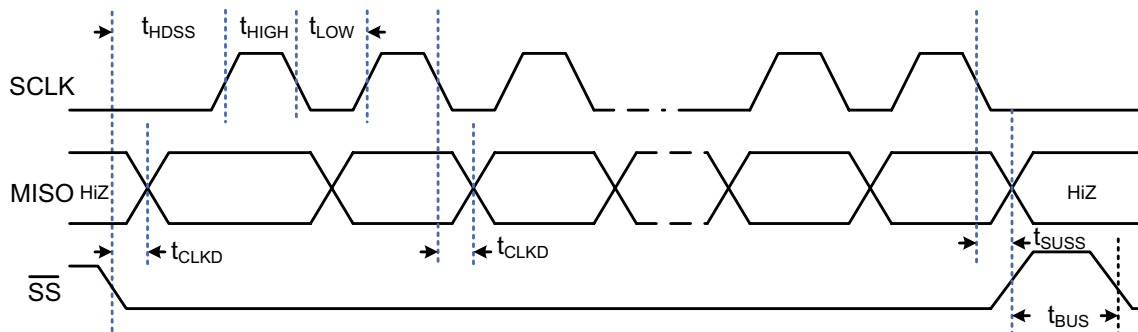 tHDSS tHIGH tLOW
SCLK
MISO HiZ HiZ
tCLKD tCLKD tSUSS
SS
tBUS